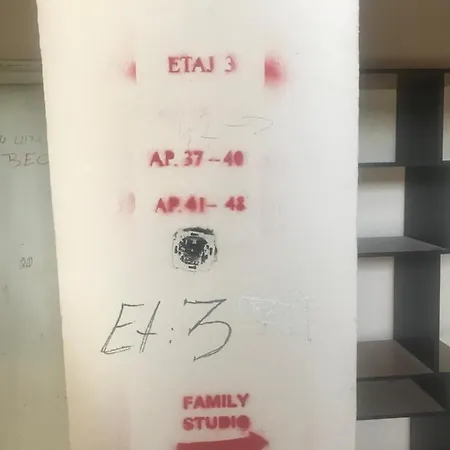 ETAJ 3
AP. 37 - 40
AP. 41 - 48
Et: 3
FAMILY
STUDIO